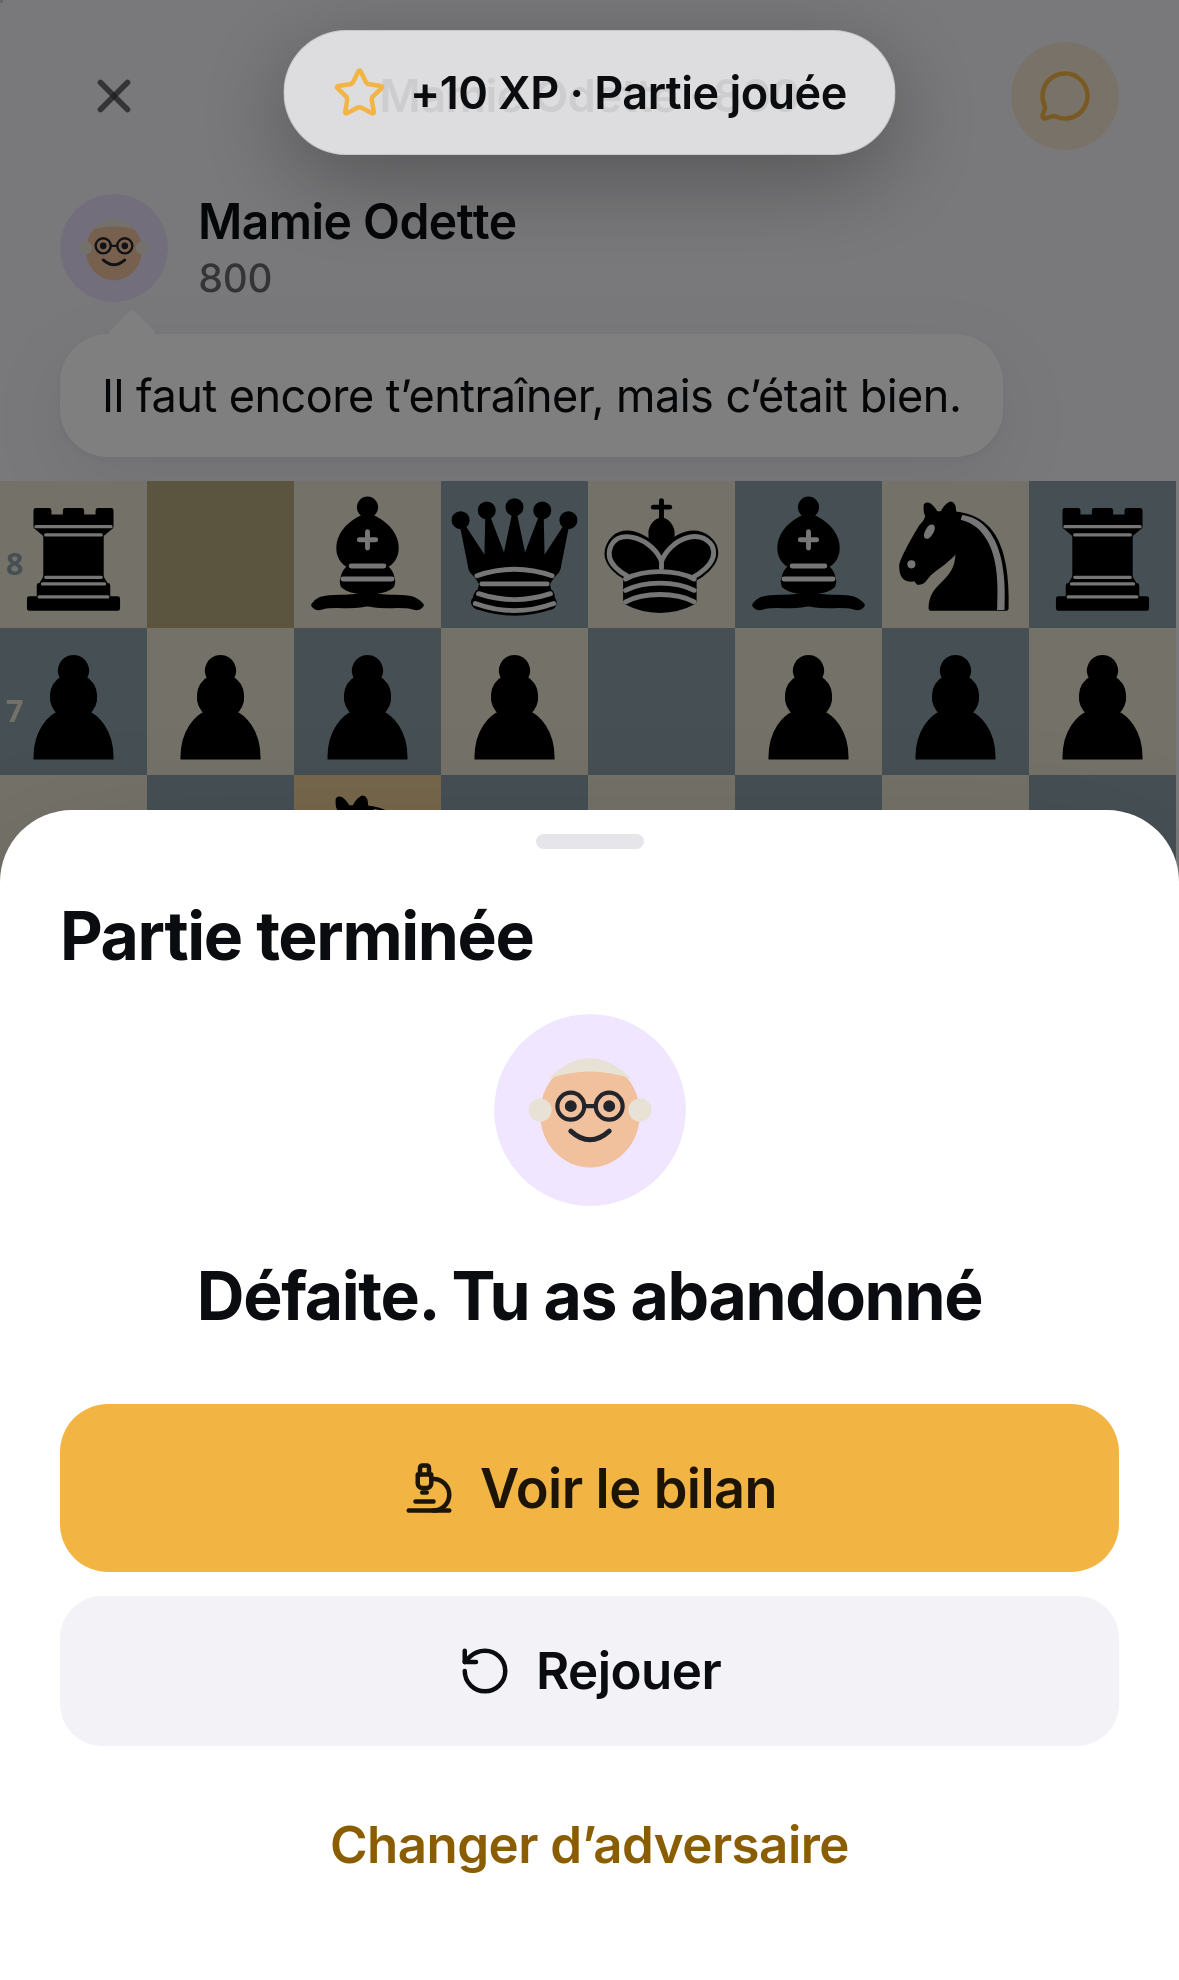 +10 XP · Partie jouée
Mamie Odette
800
Il faut encore t’entraîner, mais c’était bien.
8
7
Partie terminée
Défaite. Tu as abandonné
Voir le bilan
Rejouer
Changer d’adversaire